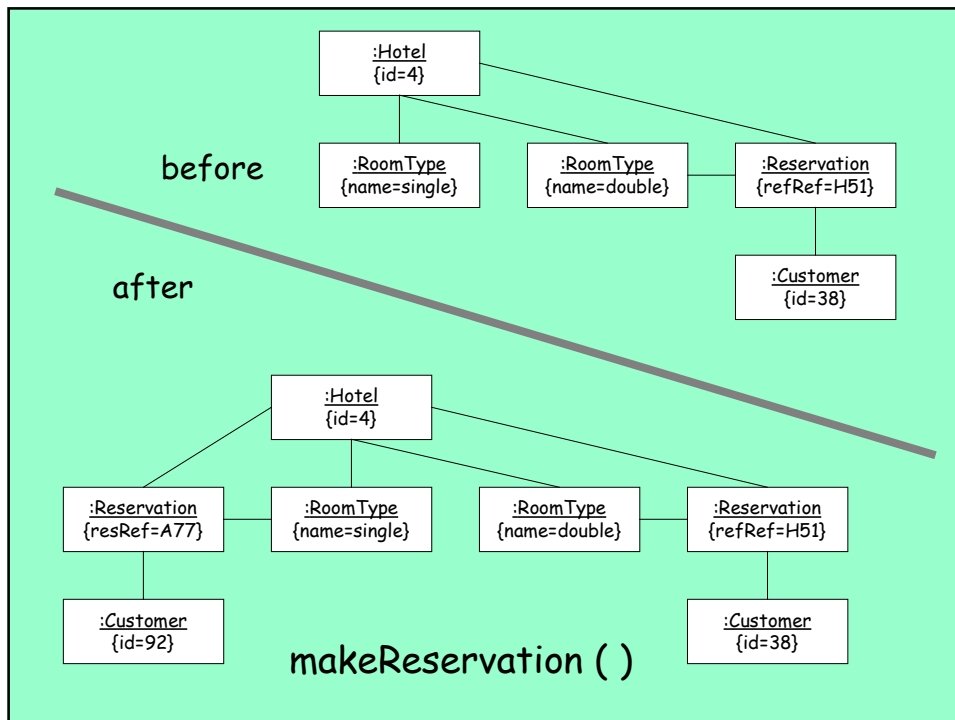 :Hotel
{id=4}
before
:RoomType
{name=single}
:RoomType
{name=double}
:Reservation
{refRef=H51}
:Customer
{id=38}
after
:Hotel
{id=4}
:Reservation
{resRef=A77}
:RoomType
{name=single}
:RoomType
{name=double}
:Reservation
{refRef=H51}
:Customer
{id=92}
:Customer
{id=38}
makeReservation ( )